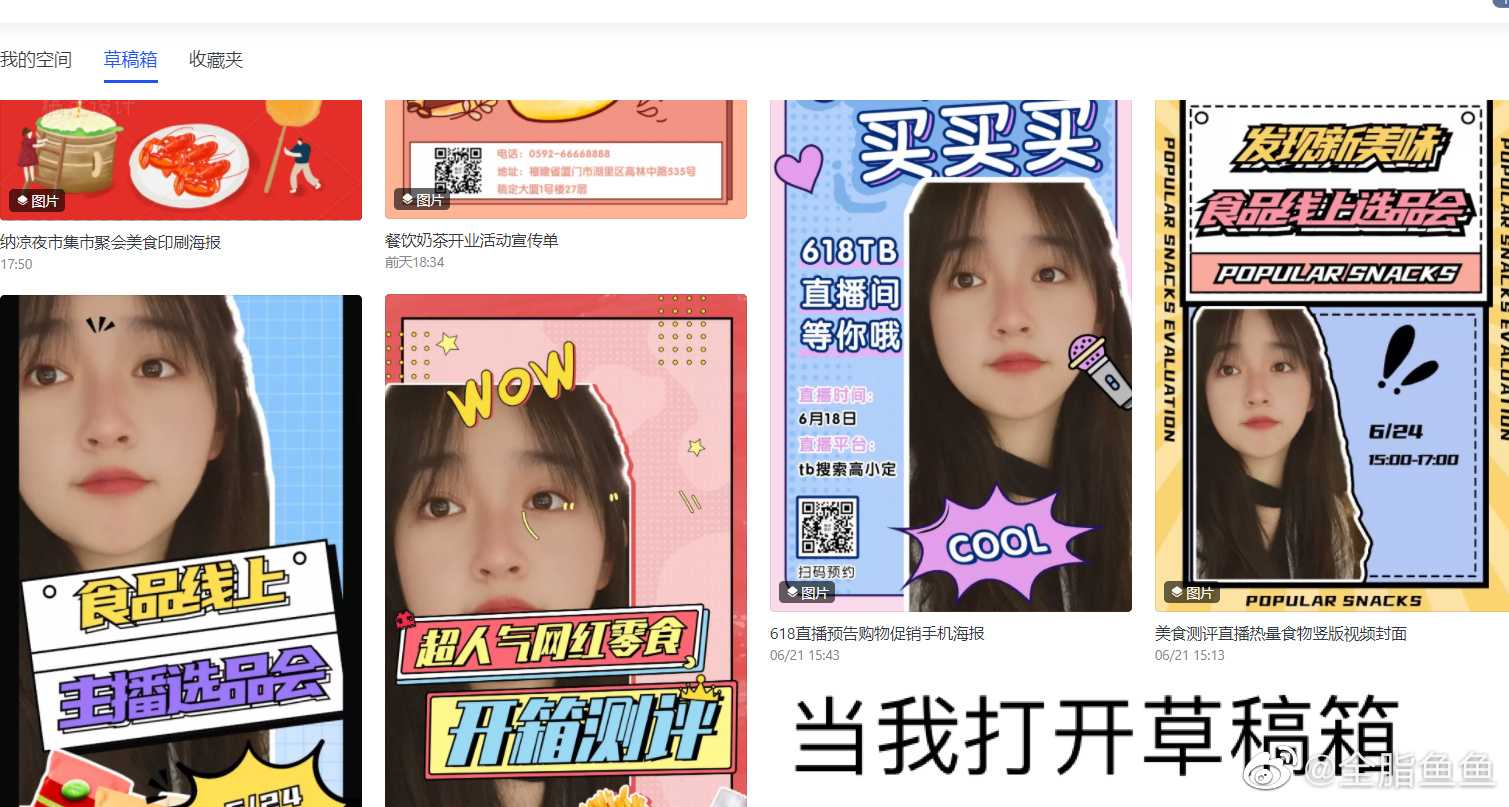 我的空间 草稿箱 收藏夹
图片
纳凉夜市集市聚会美食印刷海报
17:50
电话：0592-66668888
地址：福建省厦门市湖里区高林中路535号
稿定大厦1号楼27层
图片
餐饮奶茶开业活动宣传单
前天18:34
买买买
618TB
直播间
等你哦
直播时间:
6月18日
直播平台:
tb搜索高小定
扫码预约
COOL
图片
618直播预告购物促销手机海报
06/21 15:43
发现新美味
食品线上选品会
POPULAR SNACKS
POPULAR SNACKS EVALUATION
6/24
15:00-17:00
POPULAR SNACKS
图片
美食测评直播热量食物竖版视频封面
06/21 15:13
食品线上
主播选品会
6/24
WOW
超人气网红零食
开箱测评
当我打开草稿箱
@全脂鱼鱼